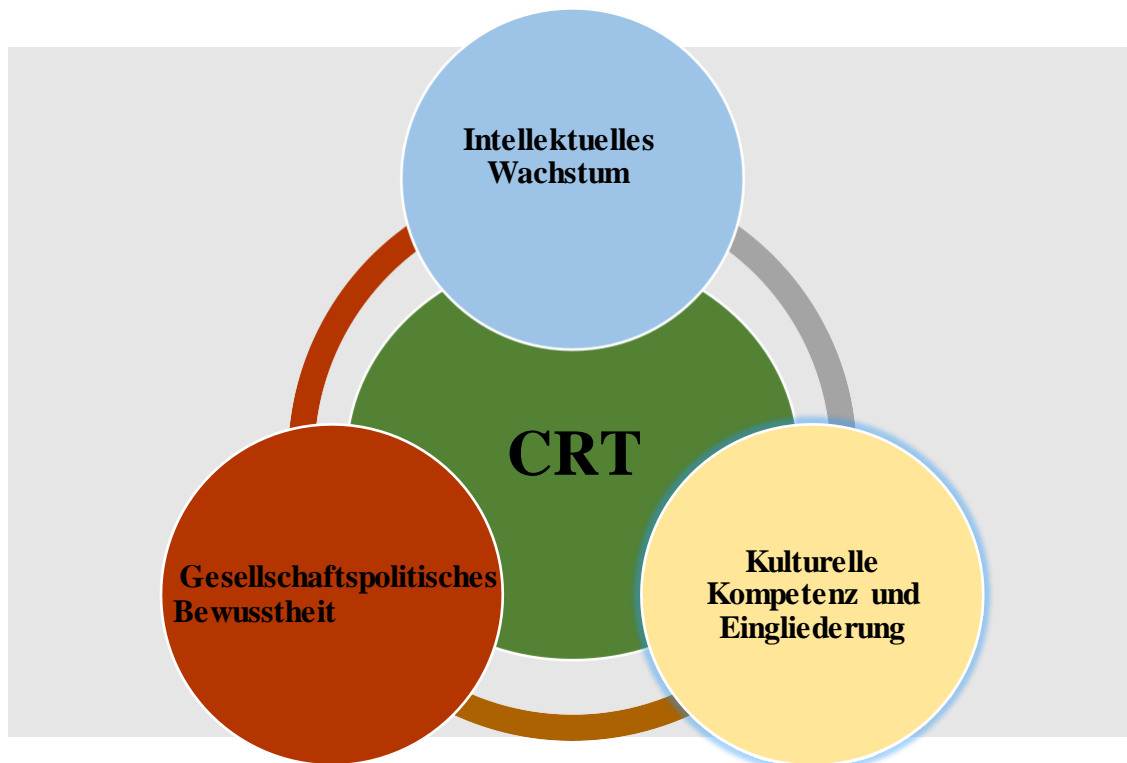 Intellektuelles
Wachstum
CRT
Gesellschaftspolitisches
Bewusstheit
Kulturelle
Kompetenz und
Eingliederung